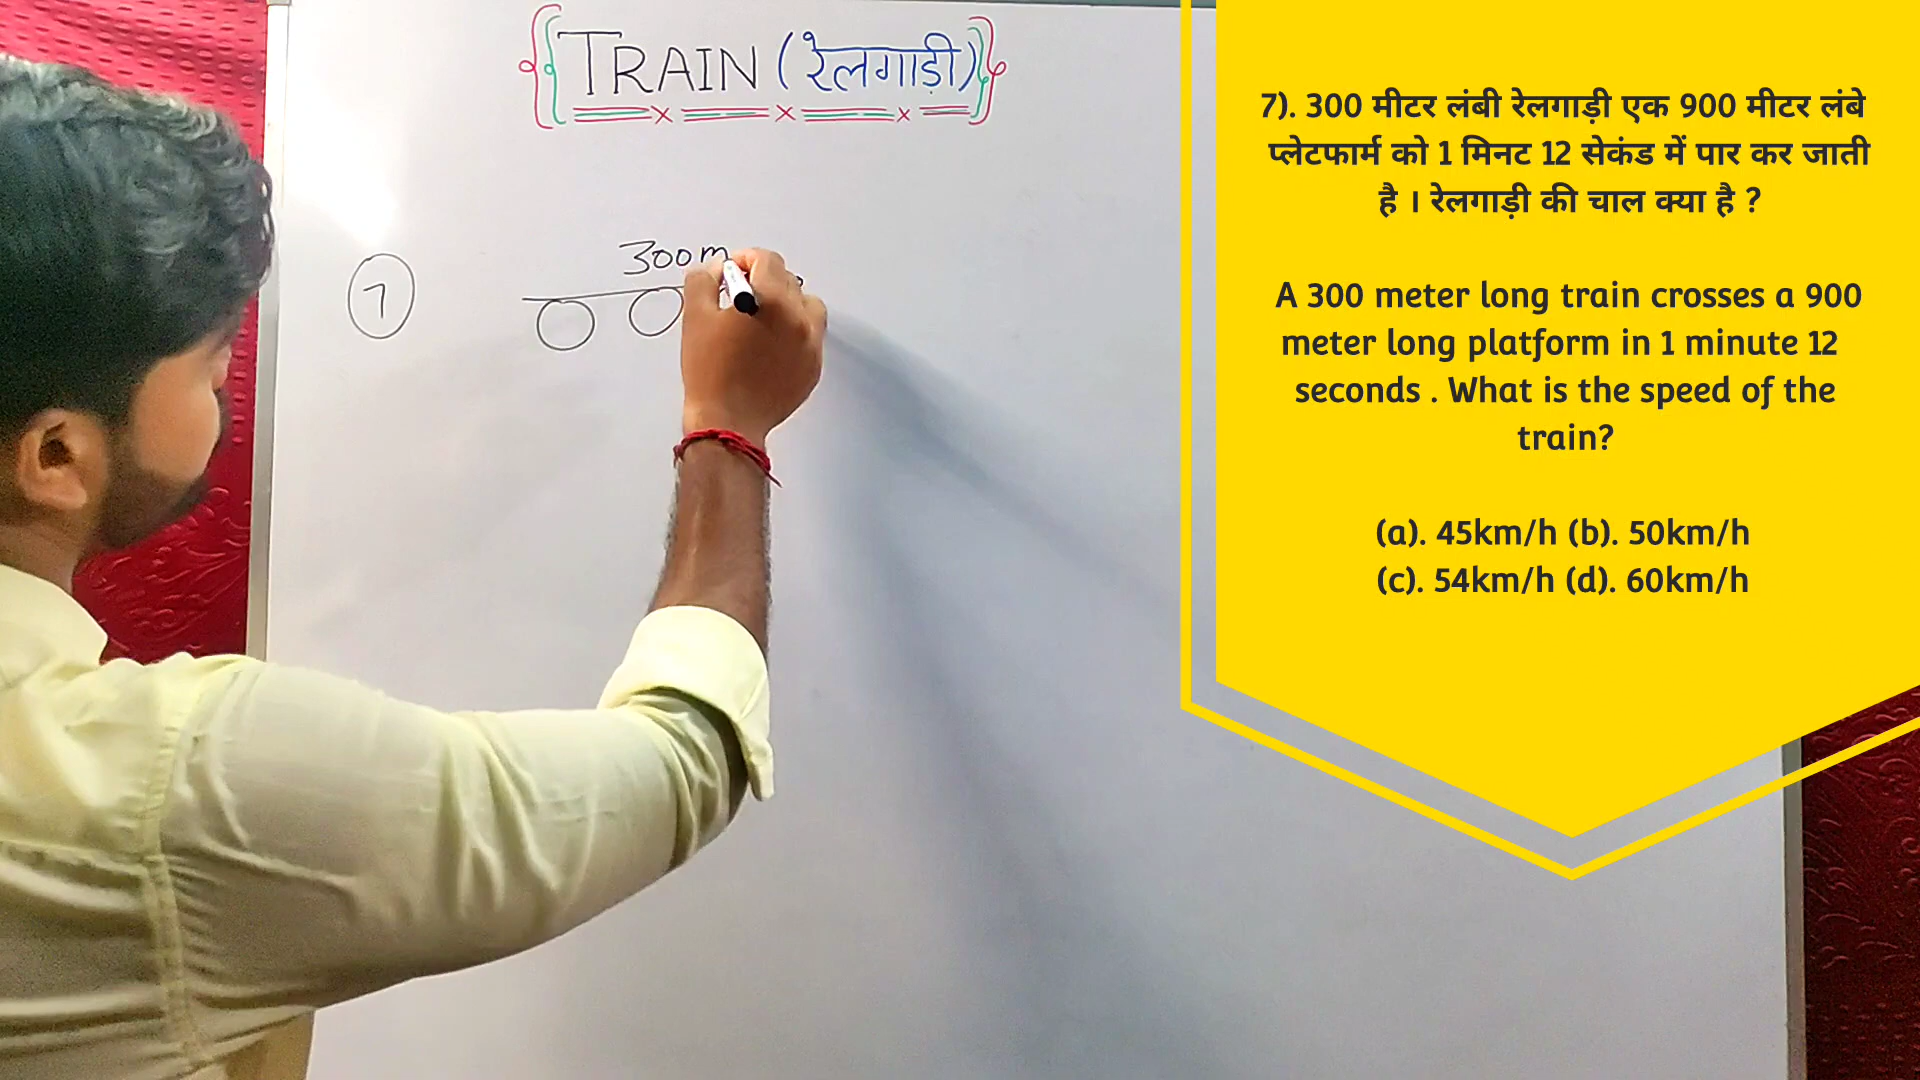 {{TRAIN (रेलगाड़ी)}}
7
300m
7). 300 मीटर लंबी रेलगाड़ी एक 900 मीटर लंबे
प्लेटफार्म को 1 मिनट 12 सेकंड में पार कर जाती
है । रेलगाड़ी की चाल क्या है ?
A 300 meter long train crosses a 900
meter long platform in 1 minute 12
seconds . What is the speed of the
train?
(a). 45km/h (b). 50km/h
(c). 54km/h (d). 60km/h